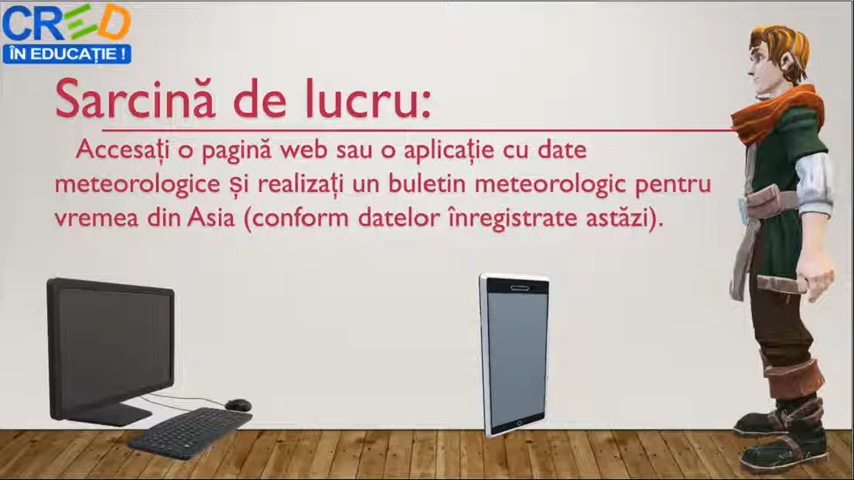 CRED
ÎN EDUCAȚIE !
Sarcină de lucru:
Accesați o pagină web sau o aplicație cu date
meteorologice și realizați un buletin meteorologic pentru
vremea din Asia (conform datelor înregistrate astăzi).